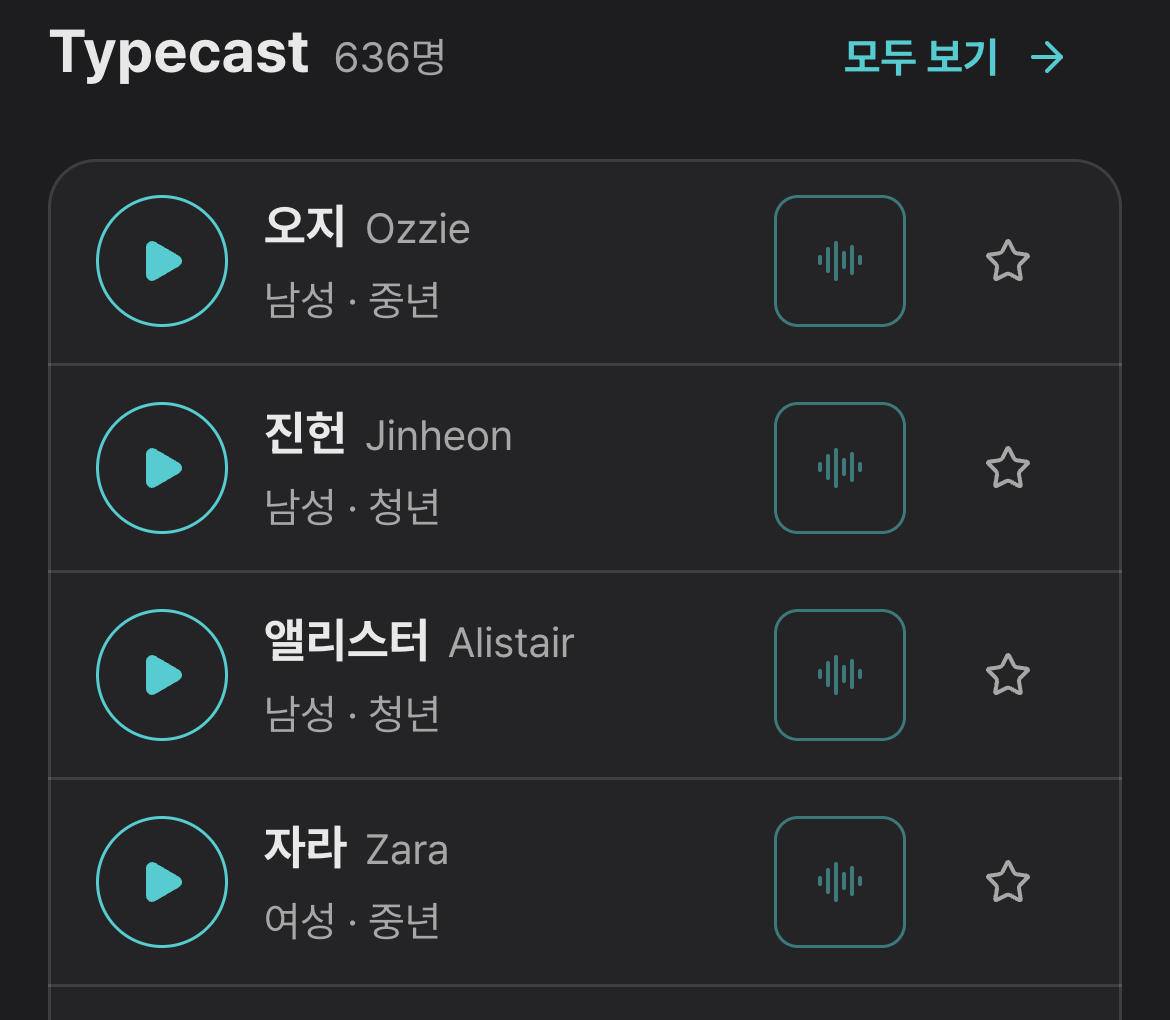 Typecast 636명 모두 보기 →
오지 Ozzie
남성 · 중년
진헌 Jinheon
남성 · 청년
앨리스터 Alistair
남성 · 청년
자라 Zara
여성 · 중년